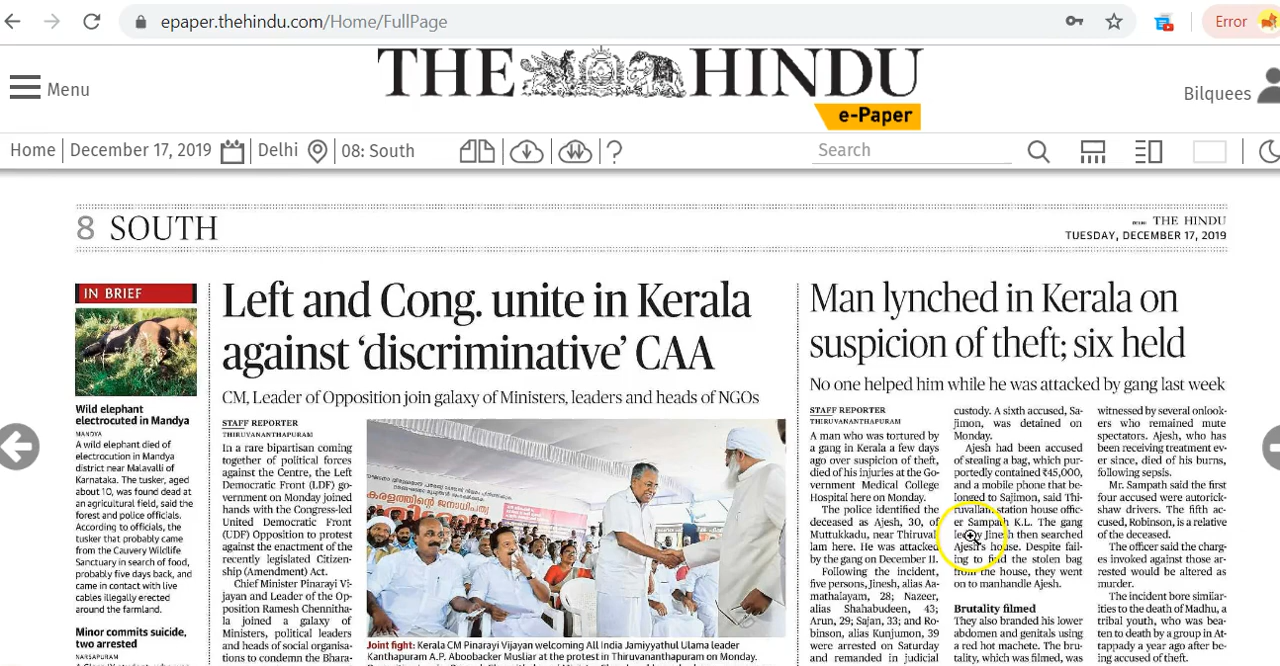 epaper.thehindu.com/Home/FullPage
Error
Menu
THE HINDU
e-Paper
Bilquees
Home
December 17, 2019
Delhi
08: South
?
Search
8 SOUTH
THE HINDU
TUESDAY, DECEMBER 17, 2019
IN BRIEF
Wild elephant
electrocuted in Mandya
MANDYA
A wild elephant died of
electrocution in Mandya
district near Malavalli of
Karnataka. The tusker, aged
about 10, was found dead at
an agricultural field, said the
forest and police officials.
According to officials, the
tusker that probably came
from the Cauvery Wildlife
Sanctuary in search of food,
probably five days back, and
came in contact with live
cables illegally erected
around the farmland.
Minor commits suicide,
two arrested
NARSAPURAM
Left and Cong. unite in Kerala
against ‘discriminative’ CAA
CM, Leader of Opposition join galaxy of Ministers, leaders and heads of NGOs
STAFF REPORTER
THIRUVANANTHAPURAM
In a rare bipartisan coming
together of political forces
against the Centre, the Left
Democratic Front (LDF) go-
vernment on Monday joined
hands with the Congress-led
United Democratic Front
(UDF) Opposition to protest
against the enactment of the
recently legislated Citizen-
ship (Amendment) Act.
Chief Minister Pinarayi Vi-
jayan and Leader of the Op-
position Ramesh Chennitha-
la joined a galaxy of
Ministers, political leaders
and heads of social organisa-
tions to condemn the Bhara-
കേരളത്തിന്റെ
Joint fight: Kerala CM Pinarayi Vijayan welcoming All India Jamiyyathul Ulama leader
Kanthapuram A.P. Aboobacker Musliar at the protest in Thiruvananthapuram on Monday.
Man lynched in Kerala on
suspicion of theft; six held
No one helped him while he was attacked by gang last week
STAFF REPORTER
THIRUVANANTHAPURAM
A man who was tortured by
a gang in Kerala a few days
ago over suspicion of theft,
died of his injuries at the Go-
vernment Medical College
Hospital here on Monday.
The police identified the
deceased as Ajesh, 30, of
Muttukkadu, near Thiruval
lam here. He was attacked
by the gang on December 11.
Following the incident,
five persons, Jinesh, alias Aa-
mathalayam, 28; Nazeer,
alias Shahabudeen, 43;
Arun, 29; Sajan, 33; and Ro-
binson, alias Kunjumon, 39
were arrested on Saturday
and remanded in judicial
custody. A sixth accused, Sa-
jimon, was detained on
Monday.
Ajesh had been accused
of stealing a bag, which pur-
portedly contained ₹45,000,
and a mobile phone that be-
longed to Sajimon, said Thi-
ruvallam station house offic-
er Sampath K.L. The gang
led by Jinesh then searched
Ajesh's house. Despite fail-
ing to find the stolen bag
from the house, they went
on to manhandle Ajesh.
Brutality filmed
They also branded his lower
abdomen and genitals using
a red hot machete. The bru-
tality, which was filmed, was
witnessed by several onlook-
ers who remained mute
spectators. Ajesh, who has
been receiving treatment ev-
er since, died of his burns,
following sepsis.
Mr. Sampath said the first
four accused were autorick-
shaw drivers. The fifth ac-
cused, Robinson, is a relative
of the deceased.
The officer said the charg-
es invoked against those ar-
rested would be altered as
murder.
The incident bore similar-
ities to the death of Madhu, a
tribal youth, who was bea-
ten to death by a group in At-
tappady a year ago after be-
ing accused of theft.